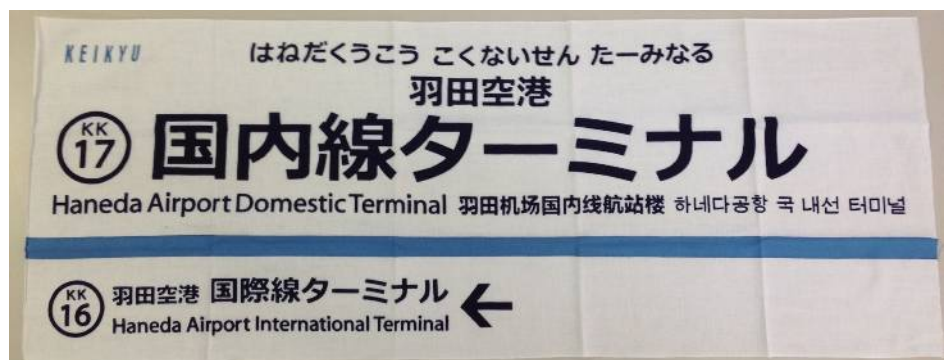 KEIKYU
はねだくうこう こくないせん たーみなる
羽田空港
KK
17
国内線ターミナル
Haneda Airport Domestic Terminal 羽田机场国内线航站楼 하네다공항 국 내선 터미널
KK
16
羽田空港 国際線ターミナル
Haneda Airport International Terminal